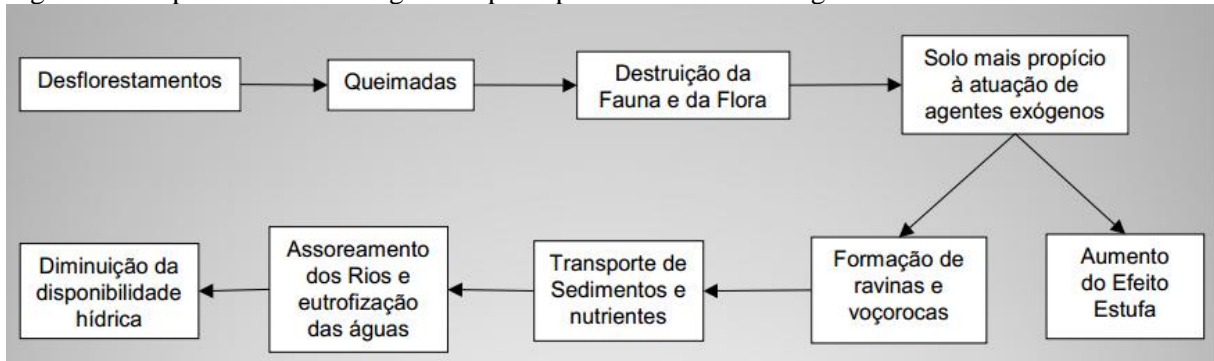 Desflorestamentos
Queimadas
Destruição da
Fauna e da Flora
Solo mais propício
à atuação de
agentes exógenos
Aumento
do Efeito
Estufa
Formação de
ravinas e
voçorocas
Transporte de
Sedimentos e
nutrientes
Assoreamento
dos Rios e
eutrofização
das águas
Diminuição da
disponibilidade
hídrica